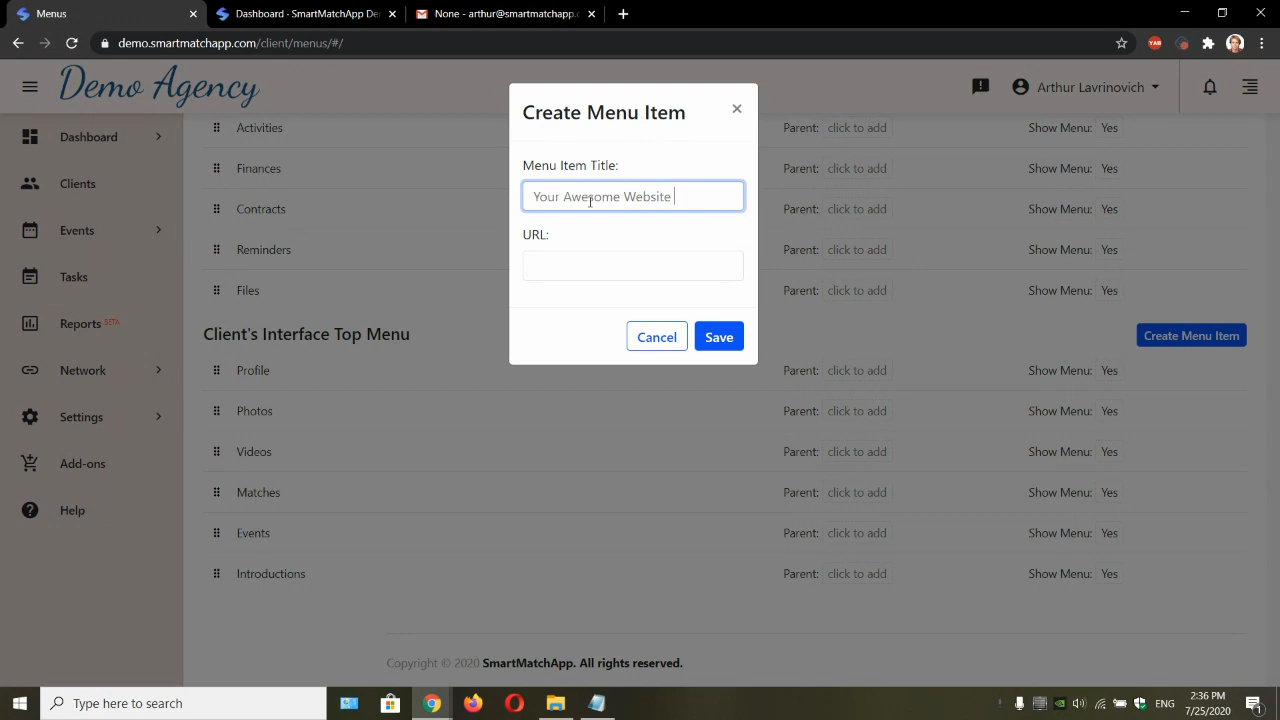 Menus
Dashboard - SmartMatchApp De
None - arthur@smartmatchapp.c
demo.smartmatchapp.com/client/menus/#/
YAB
Demo Agency
Arthur Lavrinovich
Dashboard
Clients
Events
Tasks
Reports BETA
Network
Settings
Add-ons
Help
Activities Parent: click to add Show Menu: Yes
Finances Parent: click to add Show Menu: Yes
Contracts Parent: click to add Show Menu: Yes
Reminders Parent: click to add Show Menu: Yes
Files Parent: click to add Show Menu: Yes
Client's Interface Top Menu Create Menu Item
Profile Parent: click to add Show Menu: Yes
Photos Parent: click to add Show Menu: Yes
Videos Parent: click to add Show Menu: Yes
Matches Parent: click to add Show Menu: Yes
Events Parent: click to add Show Menu: Yes
Introductions Parent: click to add Show Menu: Yes
Copyright © 2020 SmartMatchApp. All rights reserved.
Create Menu Item
Menu Item Title:
Your Awesome Website
URL:
Cancel Save
Type here to search
2:36 PM
7/25/2020
1